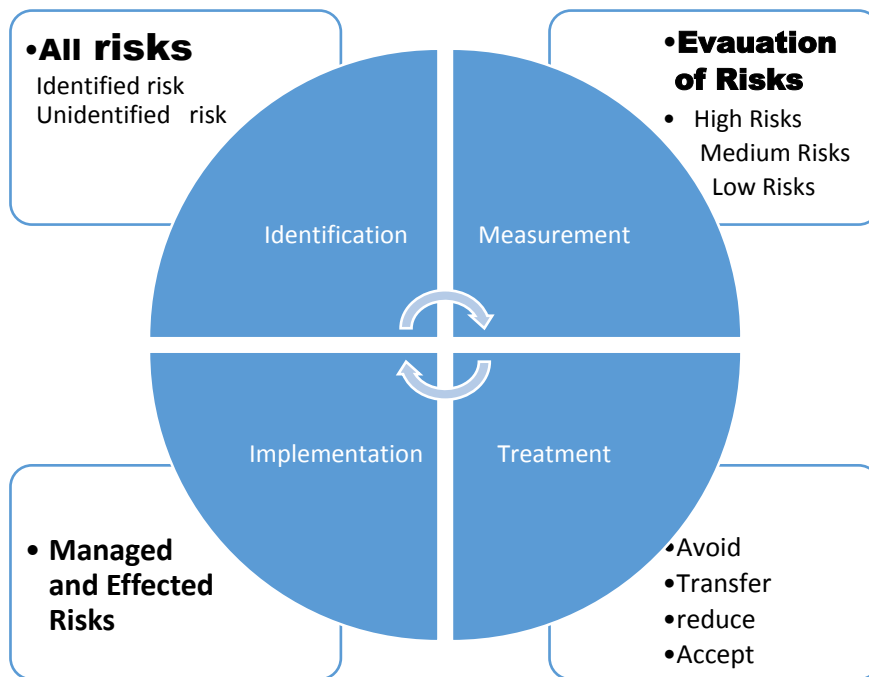 •All risks
Identified risk
Unidentified risk
•Evauation
of Risks
• High Risks
Medium Risks
Low Risks
Identification
Measurement
Implementation
Treatment
• Managed
and Effected
Risks
•Avoid
•Transfer
•reduce
•Accept